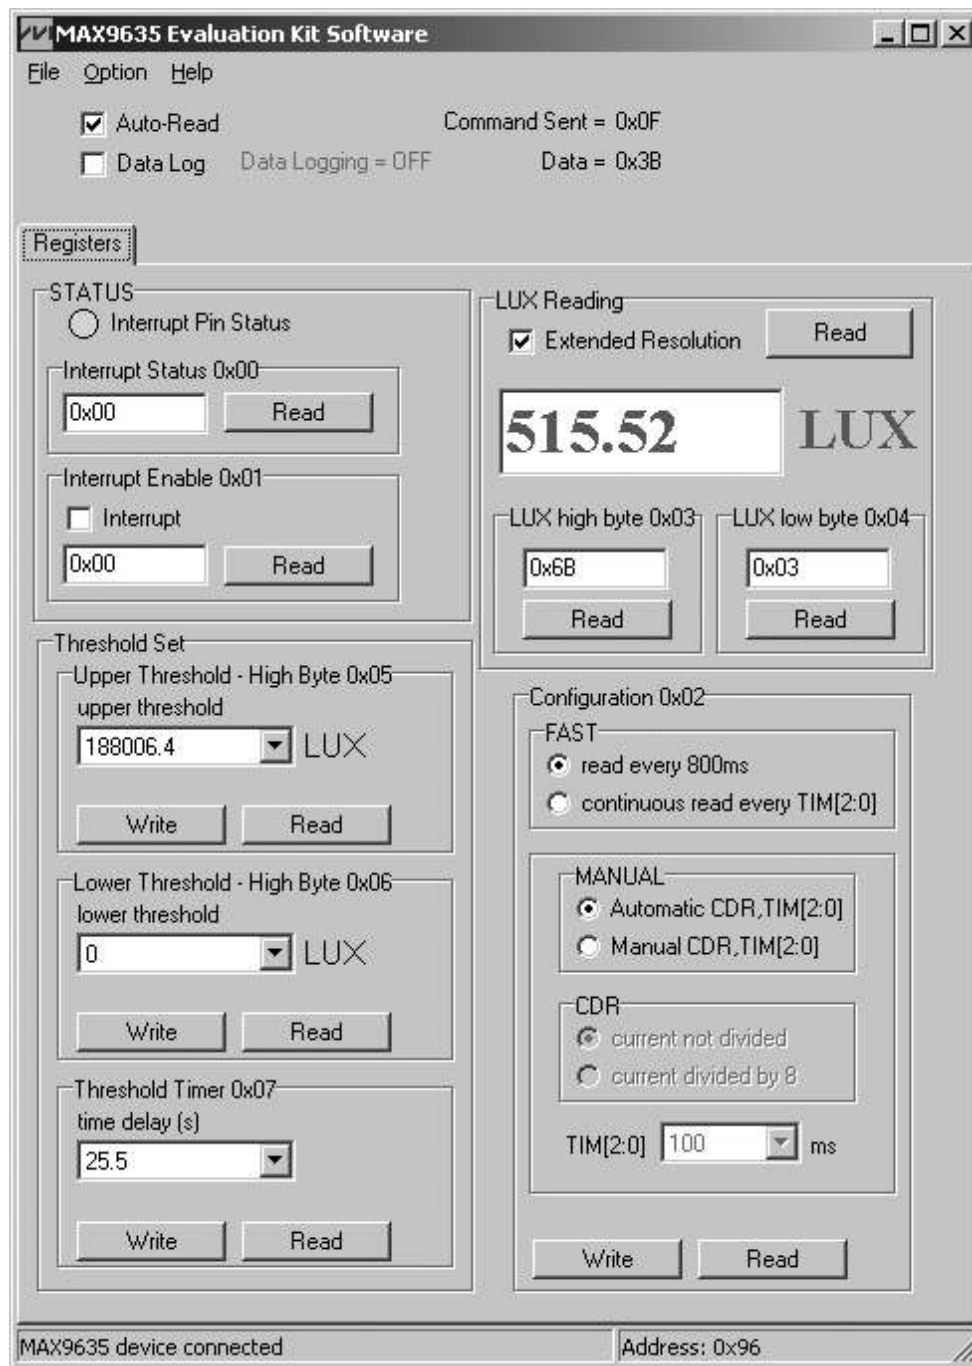 MAX9635 Evaluation Kit Software
File Option Help
Auto-Read Command Sent = 0x0F
Data Log Data Logging = OFF Data = 0x3B
Registers
STATUS
Interrupt Pin Status
Interrupt Status 0x00
0x00 Read
Interrupt Enable 0x01
Interrupt
0x00 Read
LUX Reading
Extended Resolution Read
515.52 LUX
LUX high byte 0x03
0x6B
Read
LUX low byte 0x04
0x03
Read
Threshold Set
Upper Threshold - High Byte 0x05
upper threshold
188006.4 LUX
Write Read
Lower Threshold - High Byte 0x06
lower threshold
0 LUX
Write Read
Threshold Timer 0x07
time delay (s)
25.5
Write Read
Configuration 0x02
FAST
read every 800ms
continuous read every TIM[2:0]
MANUAL
Automatic CDR,TIM[2:0]
Manual CDR,TIM[2:0]
CDR
current not divided
current divided by 8
TIM[2:0] 100 ms
Write Read
MAX9635 device connected Address: 0x96